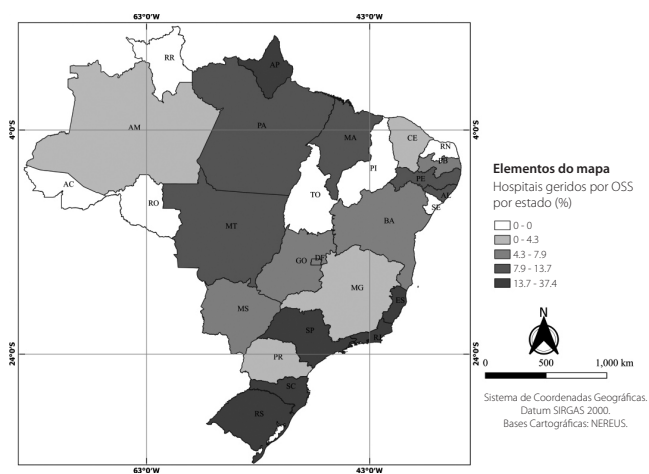 63°0'W 43°0'W
RR
AP
4°0'S 4°0'S
AM
PA
MA
CE
RN
PB
PI
PE
AC
AL
SE
TO
RO
BA
MT
DF
GO
MG
MS
ES
SP
RJ
24°0'S 24°0'S
PR
SC
RS
63°0'W 43°0'W
Elementos do mapa
Hospitais geridos por OSS
por estado (%)
0 - 0
0 - 4.3
4.3 - 7.9
7.9 - 13.7
13.7 - 37.4
N
0 500 1,000 km
Sistema de Coordenadas Geográficas.
Datum SIRGAS 2000.
Bases Cartográficas: NEREUS.